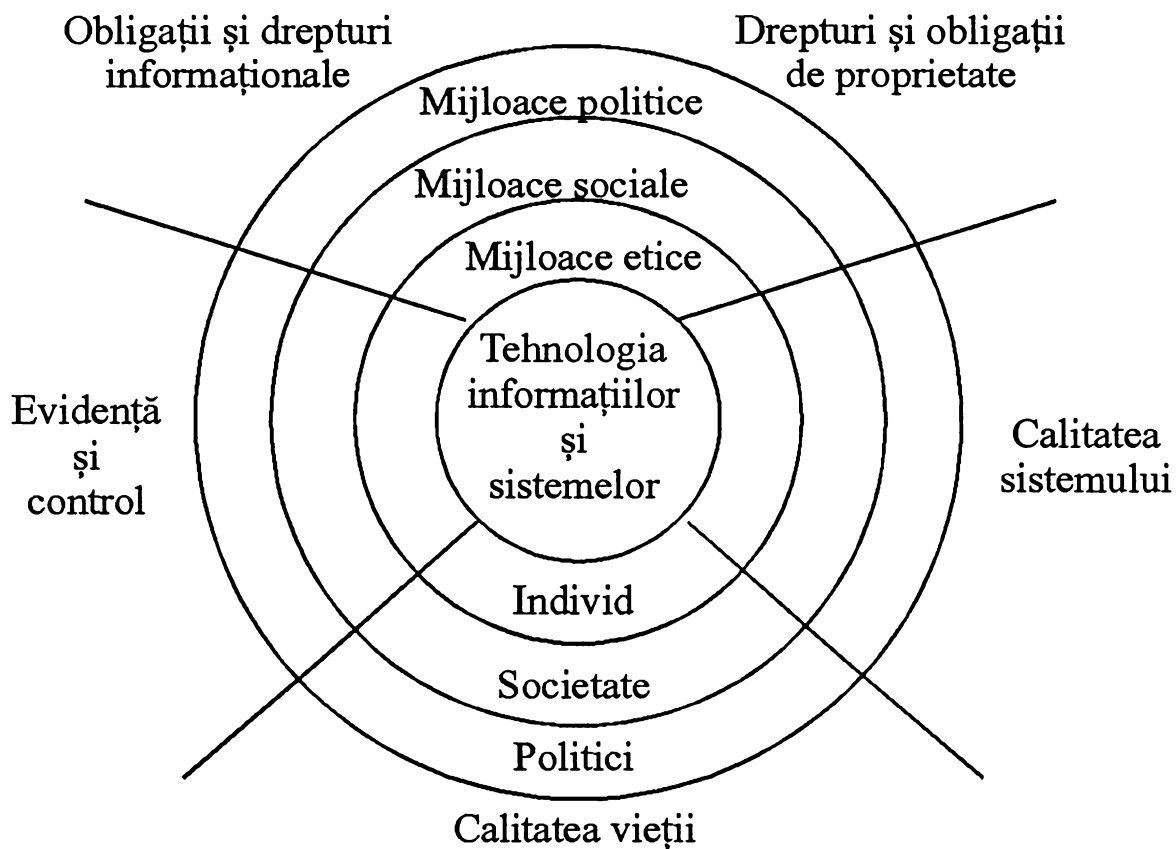 Obligații și drepturi
informaționale
Drepturi și obligații
de proprietate
Mijloace politice
Mijloace sociale
Mijloace etice
Tehnologia
informațiilor
și
sistemelor
Evidență
și
control
Calitatea
sistemului
Individ
Societate
Politici
Calitatea vieții